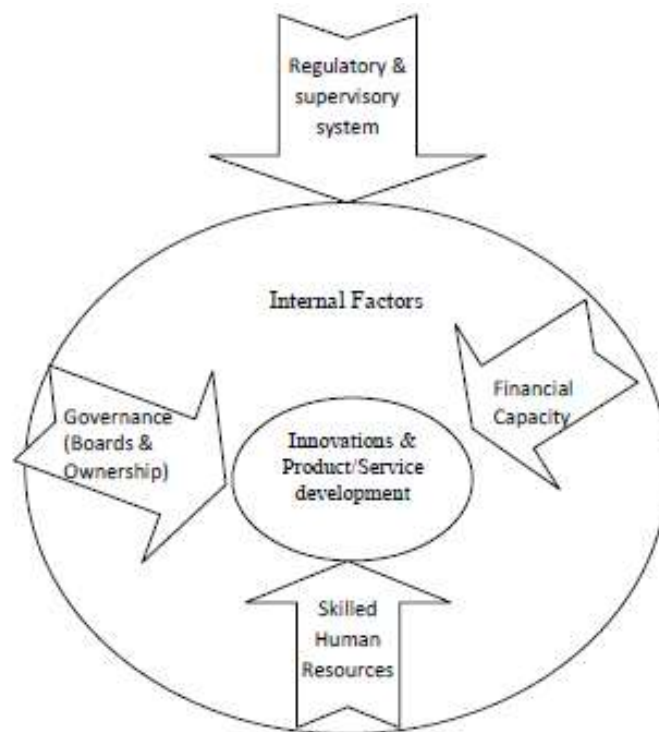 Regulatory &
supervisory
system
Internal Factors
Financial
Capacity
Governance
(Boards &
Ownership)
Innovations &
Product/Service
development
Skilled
Human
Resources